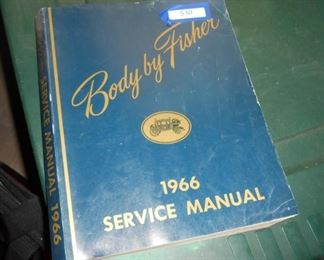 Body by Fisher
1966
SERVICE MANUAL
SERVICE MANUAL 1966